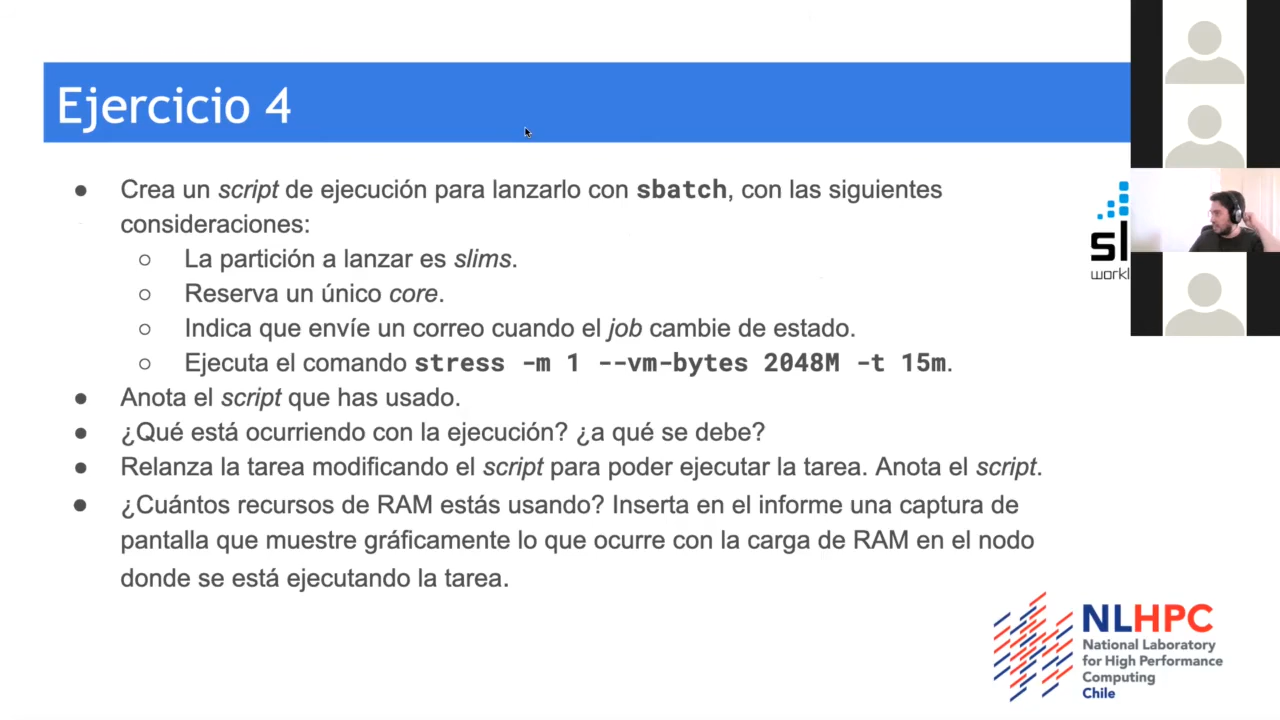 Ejercicio 4
● Crea un script de ejecución para lanzarlo con sbatch, con las siguientes
consideraciones:
○ La partición a lanzar es slims.
○ Reserva un único core.
○ Indica que envíe un correo cuando el job cambie de estado.
○ Ejecuta el comando stress -m 1 --vm-bytes 2048M -t 15m.
● Anota el script que has usado.
● ¿Qué está ocurriendo con la ejecución? ¿a qué se debe?
● Relanza la tarea modificando el script para poder ejecutar la tarea. Anota el script.
● ¿Cuántos recursos de RAM estás usando? Inserta en el informe una captura de
pantalla que muestre gráficamente lo que ocurre con la carga de RAM en el nodo
donde se está ejecutando la tarea.
sl
workl
NLHPC
National Laboratory
for High Performance
Computing
Chile